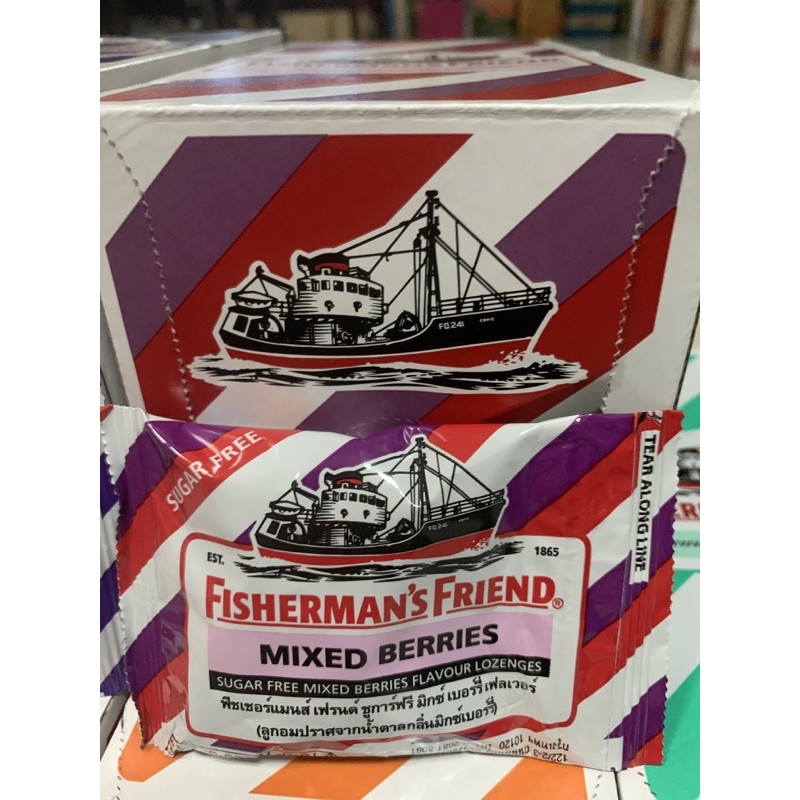 FISHERMAN'S FRIEND
FD.241
SUGAR FREE
TEAR ALONG LINE
FD.241
EST. 1865
FISHERMAN'S FRIEND®
MIXED BERRIES
SUGAR FREE MIXED BERRIES FLAVOUR LOZENGES
ฟิชเชอร์แมนส์ เฟรนด์ ชูการ์ฟรี มิกซ์ เบอร์รี่ เฟลเวอร์
(ลูกอมปราศจากน้ำตาลกลิ่นมิกซ์เบอร์รี่)